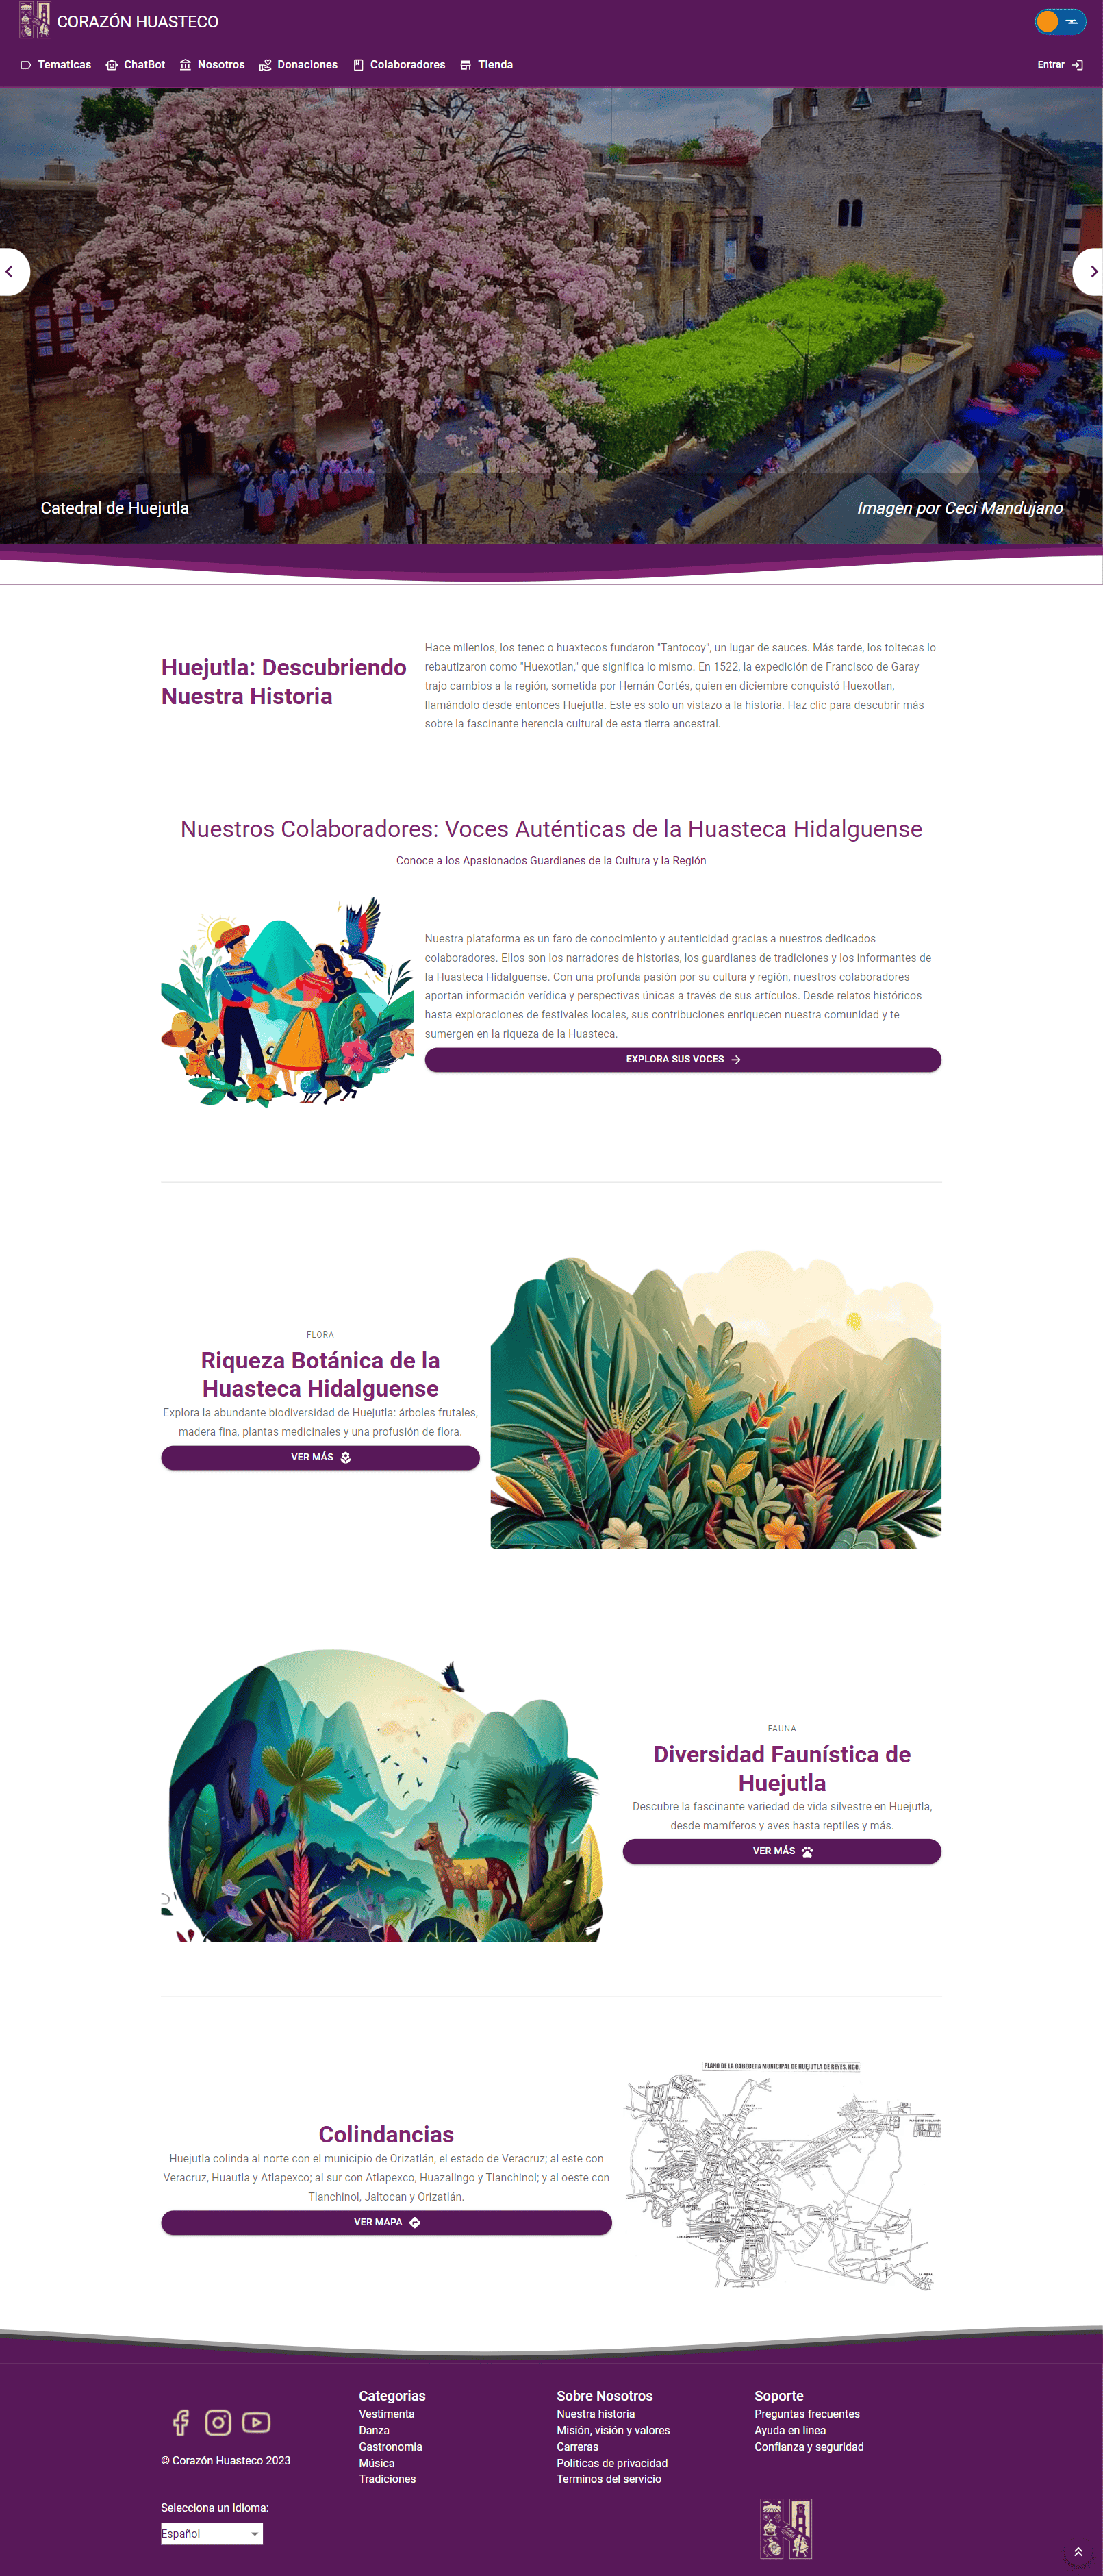 CORAZÓN HUASTECO
Tematicas
ChatBot
Nosotros
Donaciones
Colaboradores
Tienda
Entrar
Catedral de Huejutla
Imagen por Ceci Mandujano
Huejutla: Descubriendo
Nuestra Historia
Hace milenios, los tenec o huaxtecos fundaron "Tantocoy", un lugar de sauces. Más tarde, los toltecas lo
rebautizaron como "Huexotlan," que significa lo mismo. En 1522, la expedición de Francisco de Garay
trajo cambios a la región, sometida por Hernán Cortés, quien en diciembre conquistó Huexotlan,
llamándolo desde entonces Huejutla. Este es solo un vistazo a la historia. Haz clic para descubrir más
sobre la fascinante herencia cultural de esta tierra ancestral.
Nuestros Colaboradores: Voces Auténticas de la Huasteca Hidalguense
Conoce a los Apasionados Guardianes de la Cultura y la Región
Nuestra plataforma es un faro de conocimiento y autenticidad gracias a nuestros dedicados
colaboradores. Ellos son los narradores de historias, los guardianes de tradiciones y los informantes de
la Huasteca Hidalguense. Con una profunda pasión por su cultura y región, nuestros colaboradores
aportan información verídica y perspectivas únicas a través de sus artículos. Desde relatos históricos
hasta exploraciones de festivales locales, sus contribuciones enriquecen nuestra comunidad y te
sumergen en la riqueza de la Huasteca.
EXPLORA SUS VOCES
FLORA
Riqueza Botánica de la
Huasteca Hidalguense
Explora la abundante biodiversidad de Huejutla: árboles frutales,
madera fina, plantas medicinales y una profusión de flora.
VER MÁS
FAUNA
Diversidad Faunística de
Huejutla
Descubre la fascinante variedad de vida silvestre en Huejutla,
desde mamíferos y aves hasta reptiles y más.
VER MÁS
PLANO DE LA CABECERA MUNICIPAL DE HUEJUTLA DE REYES, HGO.
Colindancias
Huejutla colinda al norte con el municipio de Orizatlán, el estado de Veracruz; al este con
Veracruz, Huautla y Atlapexco; al sur con Atlapexco, Huazalingo y Tlanchinol; y al oeste con
Tlanchinol, Jaltocan y Orizatlán.
VER MAPA
Categorias
Vestimenta
Danza
Gastronomia
Música
Tradiciones
Sobre Nosotros
Nuestra historia
Misión, visión y valores
Carreras
Politicas de privacidad
Terminos del servicio
Soporte
Preguntas frecuentes
Ayuda en linea
Confianza y seguridad
© Corazón Huasteco 2023
Selecciona un Idioma:
Español